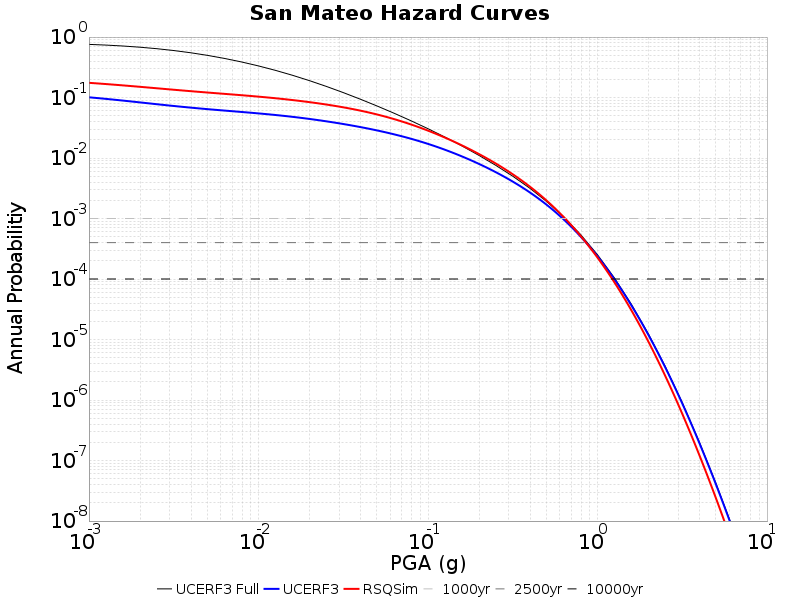 San Mateo Hazard Curves
Annual Probabilitiy
10^0
10^-1
10^-2
10^-3
10^-4
10^-5
10^-6
10^-7
10^-8
10^-3 10^-2 10^-1 10^0 10^1
PGA (g)
UCERF3 Full UCERF3 RSQSim 1000yr 2500yr 10000yr